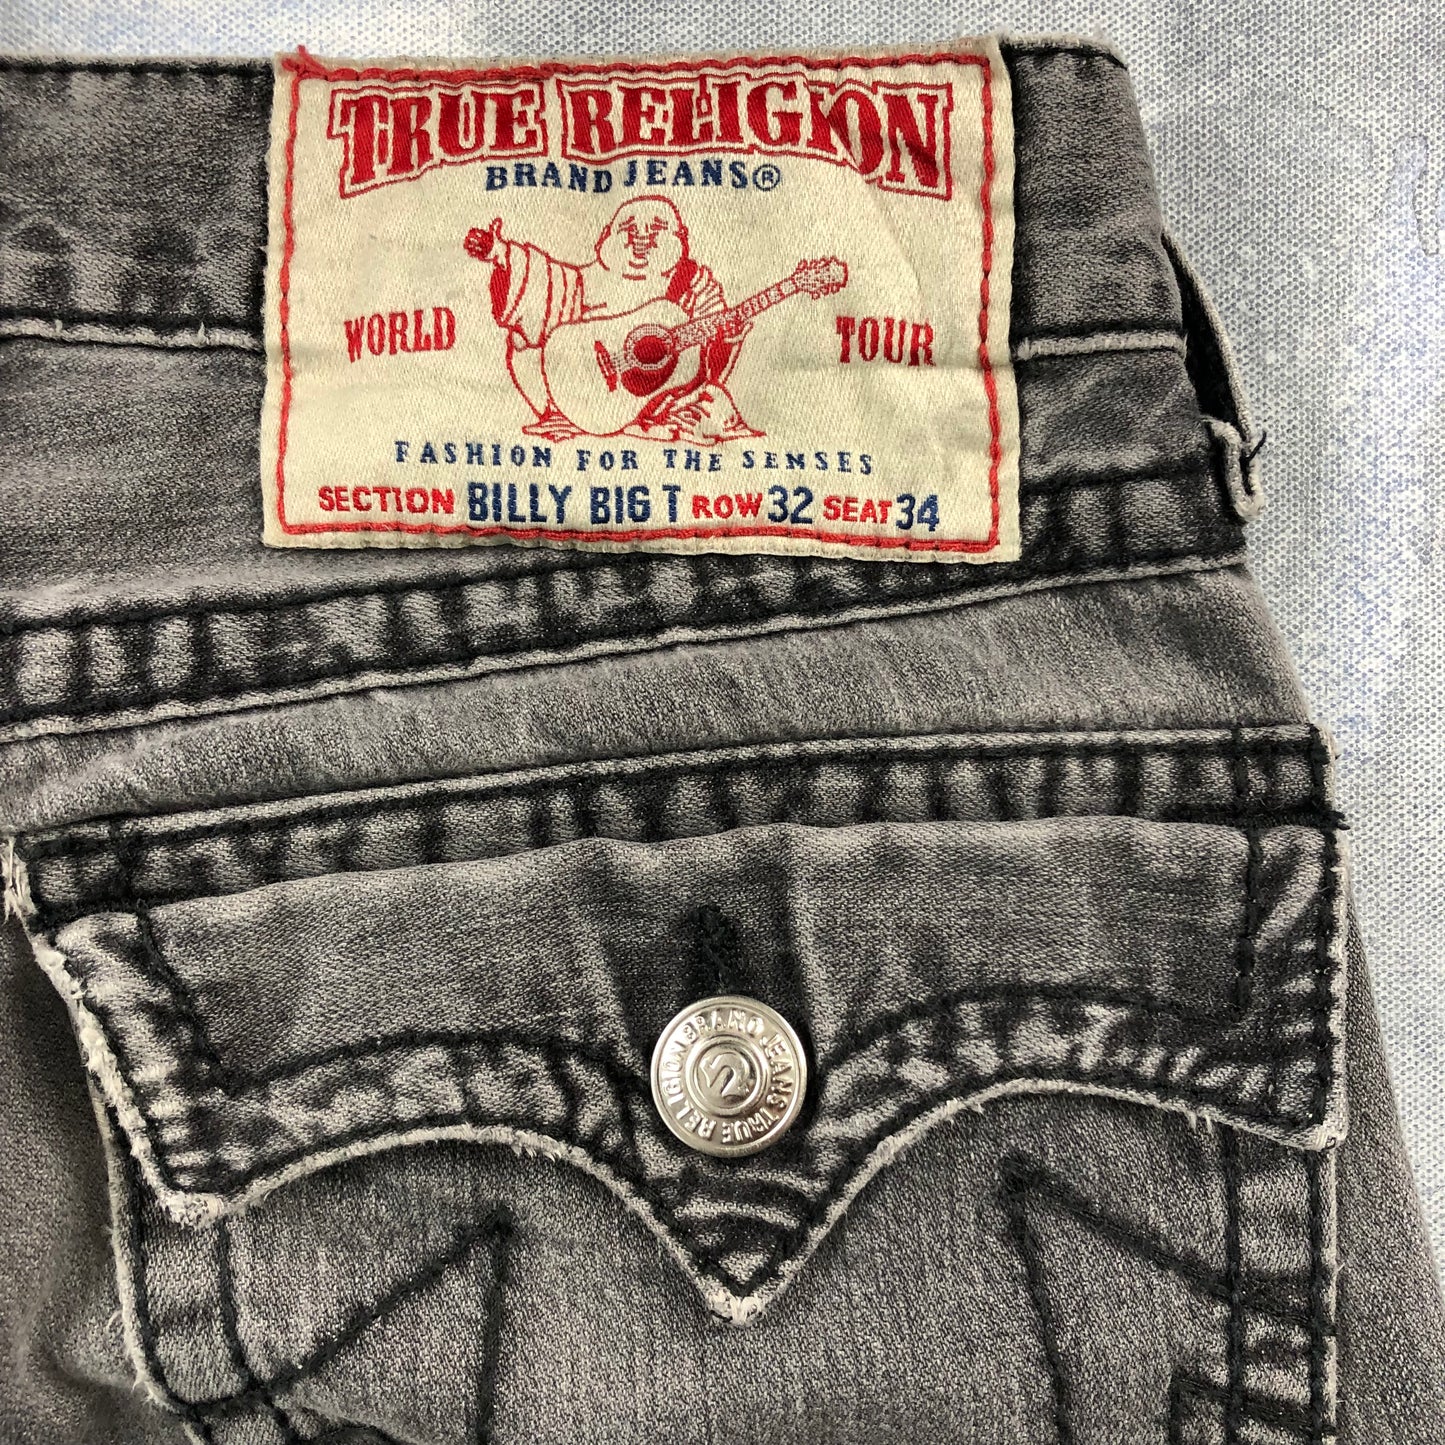 TRUE RELIGION
BRAND JEANS®
WORLD TOUR
FASHION FOR THE SENSES
SECTION BILLY BIG T ROW 32 SEAT 34
TRUE RELIGION BRAND JEANS